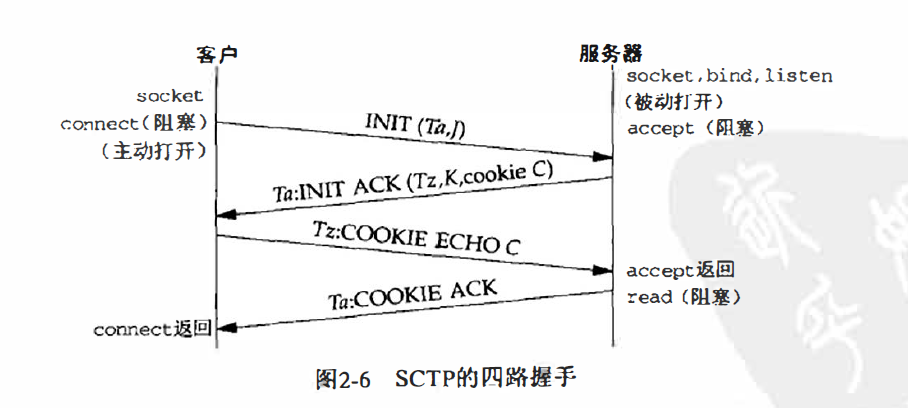 客户
服务器
socket
connect(阻塞)
(主动打开)
socket,bind,listen
(被动打开)
accept (阻塞)
INIT (Ta,J)
Ta:INIT ACK (Tz,K,cookie C)
Tz:COOKIE ECHO C
accept返回
read (阻塞)
Ta:COOKIE ACK
connect返回
图2-6 SCTP的四路握手